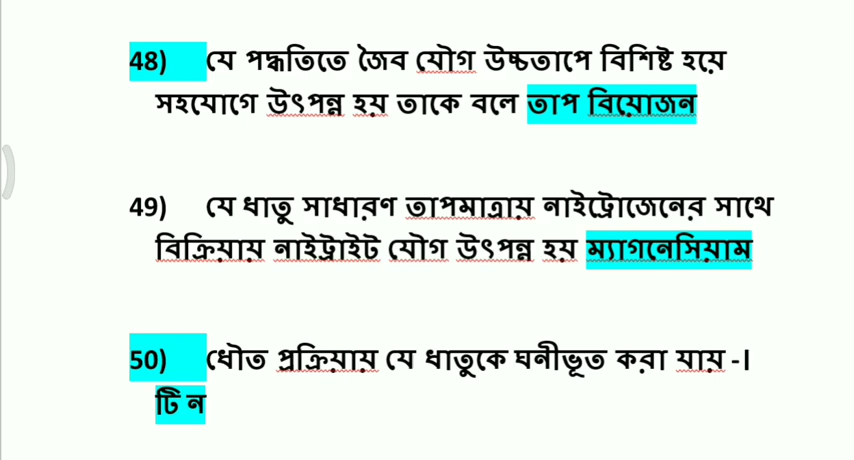 48) যে পদ্ধতিতে জৈব যৌগ উচ্চতাপে বিশিষ্ট হয়ে
সহযোগে উৎপন্ন হয় তাকে বলে তাপ বিয়োজন
49) যে ধাতু সাধারণ তাপমাত্রায় নাইট্রোজেনের সাথে
বিক্রিয়ায় নাইট্রাইট যৌগ উৎপন্ন হয় ম্যাগনেসিয়াম
50) ধৌত প্রক্রিয়ায় যে ধাতুকে ঘনীভূত করা যায় -।
টি ন